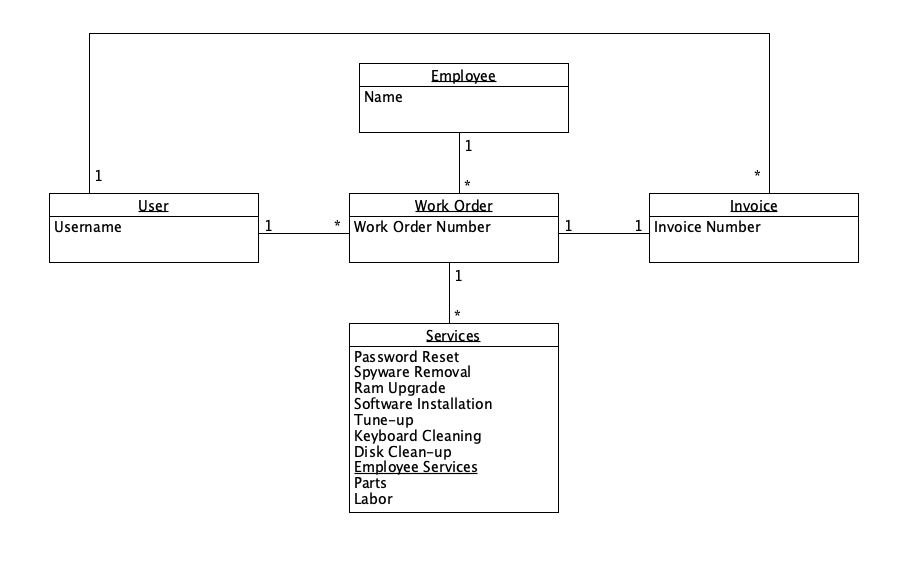 Employee
Name
1
*
1
*
User
Username
1
*
Work Order
Work Order Number
1
1
Invoice
Invoice Number
1
*
Services
Password Reset
Spyware Removal
Ram Upgrade
Software Installation
Tune-up
Keyboard Cleaning
Disk Clean-up
Employee Services
Parts
Labor